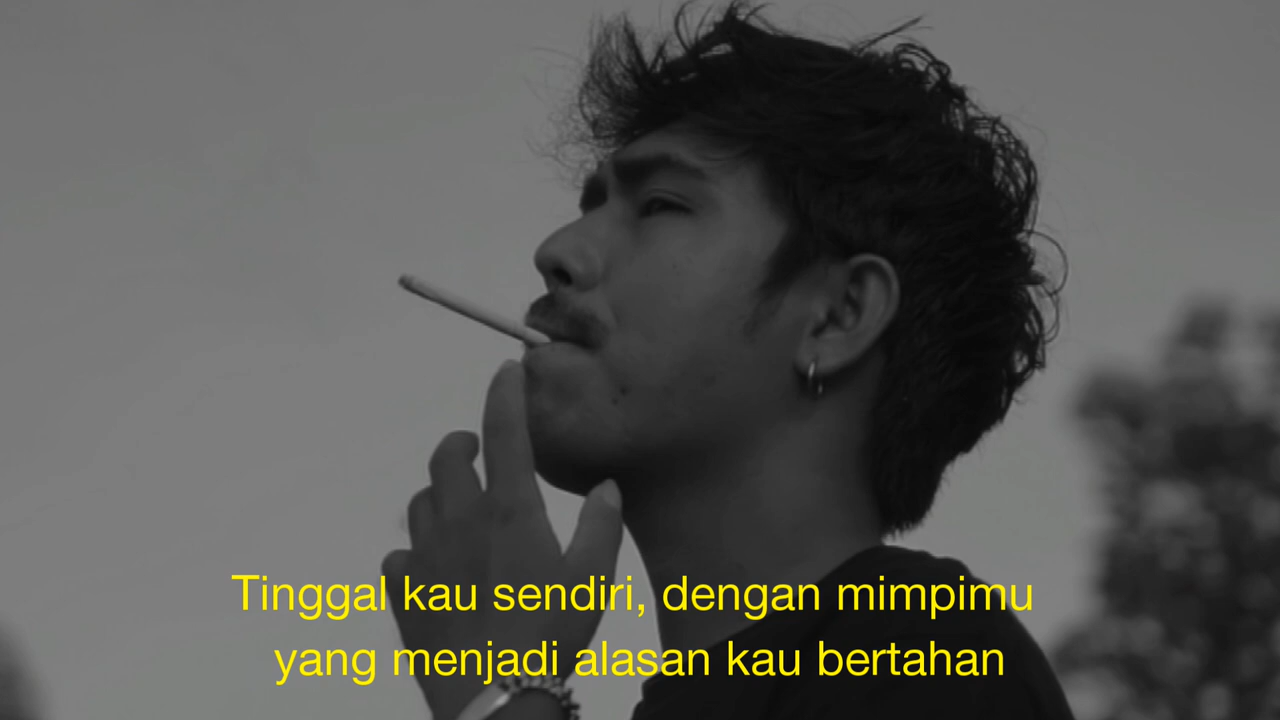 Tinggal kau sendiri, dengan mimpimu
yang menjadi alasan kau bertahan